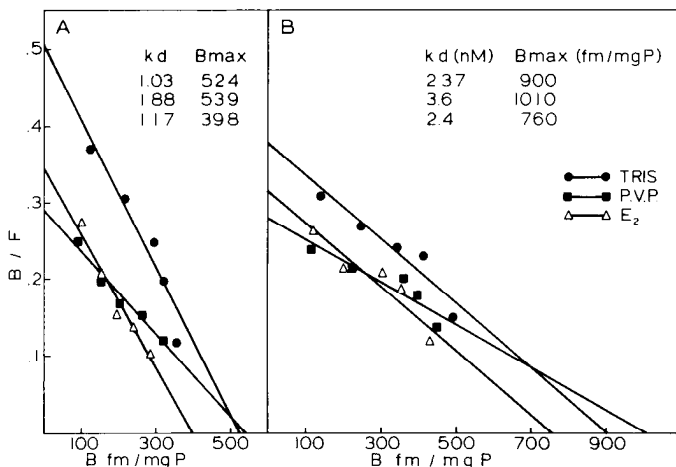 A
B
kd Bmax
1.03 524
1.88 539
1.17 398
kd (nM) Bmax (fm/mgP)
2.37 900
3.6 1010
2.4 760
TRIS
P.V.P.
E₂
B / F
.5
.4
.3
.2
.1
100 300 500
B fm/mgP
100 300 500 700 900
B fm/mgP